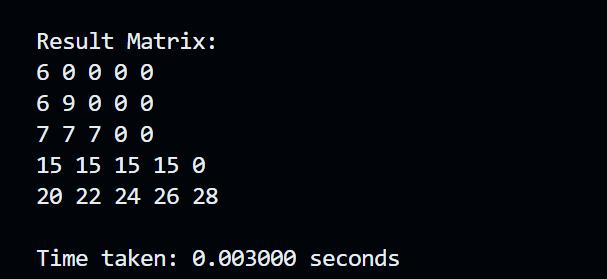 Result Matrix:
6 0 0 0 0
6 9 0 0 0
7 7 7 0 0
15 15 15 15 0
20 22 24 26 28
Time taken: 0.003000 seconds